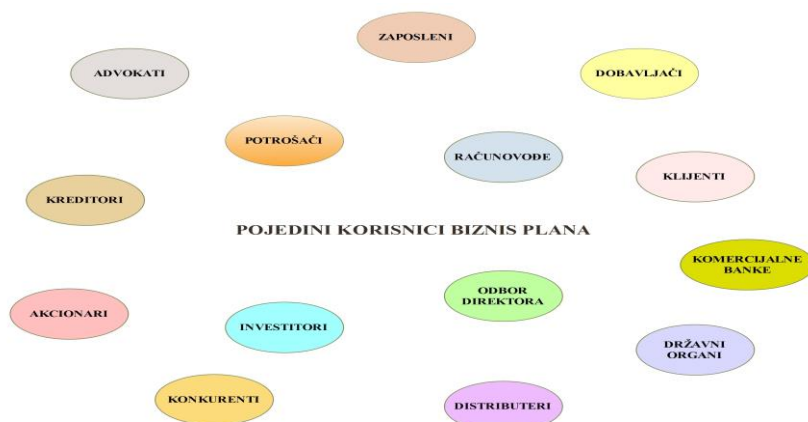 ZAPOSLENI
ADVOKATI
DOBAVLJAČI
POTROŠAČI
RAČUNOVOĐE
KLIJENTI
KREDITORI
POJEDINI KORISNICI BIZNIS PLANA
KOMERCIJALNE
BANKE
ODBOR
DIREKTORA
AKCIONARI
INVESTITORI
DRŽAVNI
ORGANI
KONKURENTI
DISTRIBUTERI